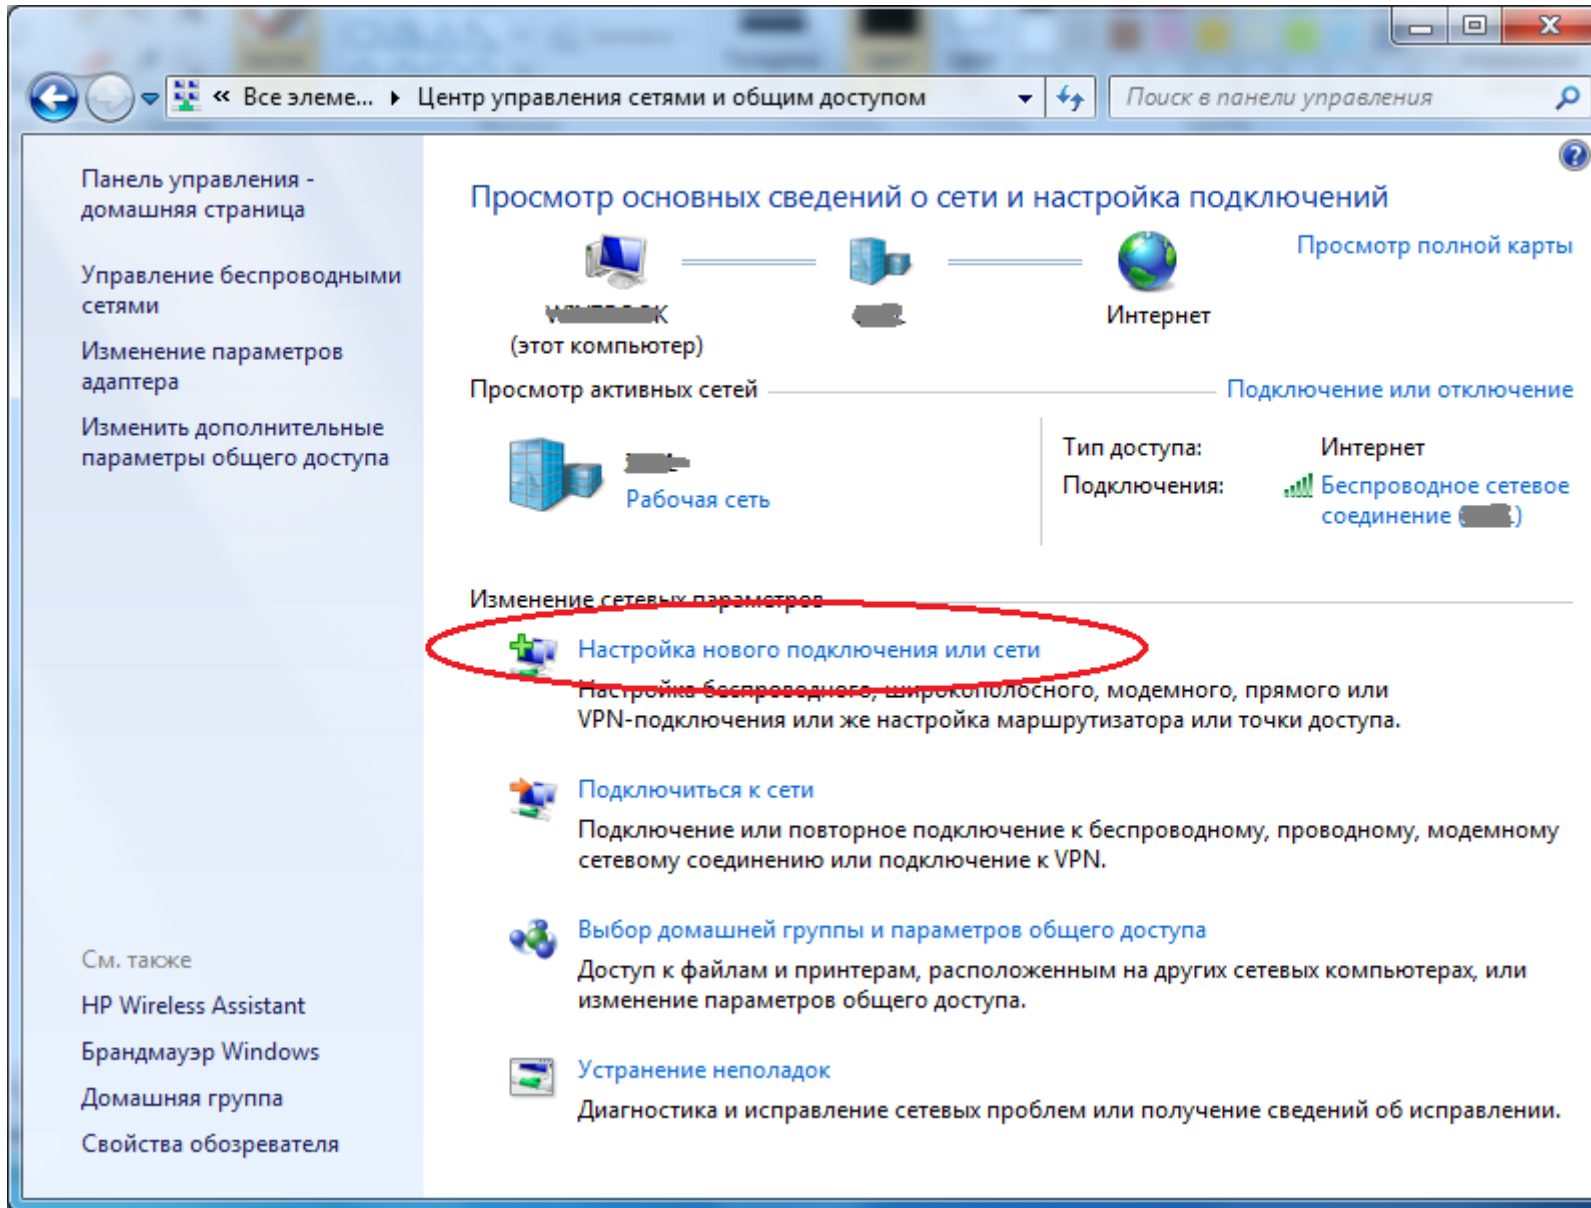 « Все элеме... Центр управления сетями и общим доступом
Поиск в панели управления
Панель управления -
домашняя страница
Управление беспроводными
сетями
Изменение параметров
адаптера
Изменить дополнительные
параметры общего доступа
См. также
HP Wireless Assistant
Брандмауэр Windows
Домашняя группа
Свойства обозревателя
Просмотр основных сведений о сети и настройка подключений
Просмотр полной карты
Интернет
(этот компьютер)
Просмотр активных сетей
Подключение или отключение
Рабочая сеть
Тип доступа: Интернет
Подключения: Беспроводное сетевое
соединение
Изменение сетевых параметров
Настройка нового подключения или сети
Настройка беспроводного, широкополосного, модемного, прямого или
VPN-подключения или же настройка маршрутизатора или точки доступа.
Подключиться к сети
Подключение или повторное подключение к беспроводному, проводному, модемному
сетевому соединению или подключение к VPN.
Выбор домашней группы и параметров общего доступа
Доступ к файлам и принтерам, расположенным на других сетевых компьютерах, или
изменение параметров общего доступа.
Устранение неполадок
Диагностика и исправление сетевых проблем или получение сведений об исправлении.